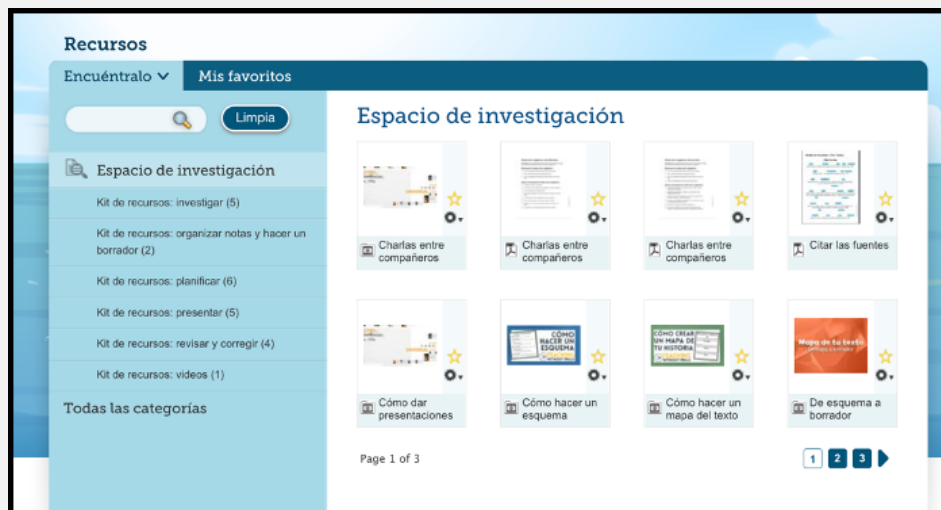 Recursos
Encuéntralo
Mis favoritos
Limpia
Espacio de investigación
Kit de recursos: investigar (5)
Kit de recursos: organizar notas y hacer un
borrador (2)
Kit de recursos: planificar (6)
Kit de recursos: presentar (5)
Kit de recursos: revisar y corregir (4)
Kit de recursos: videos (1)
Todas las categorías
Espacio de investigación
Charlas entre
compañeros
Charlas entre
compañeros
Charlas entre
compañeros
Citar las fuentes
CÓMO
HACER UN
ESQUEMA
CÓMO CREAR
UN MAPA DE
TU HISTORIA
Mapa de tu texto
Cómo dar
presentaciones
Cómo hacer un
esquema
Cómo hacer un
mapa del texto
De esquema a
borrador
Page 1 of 3
1 2 3